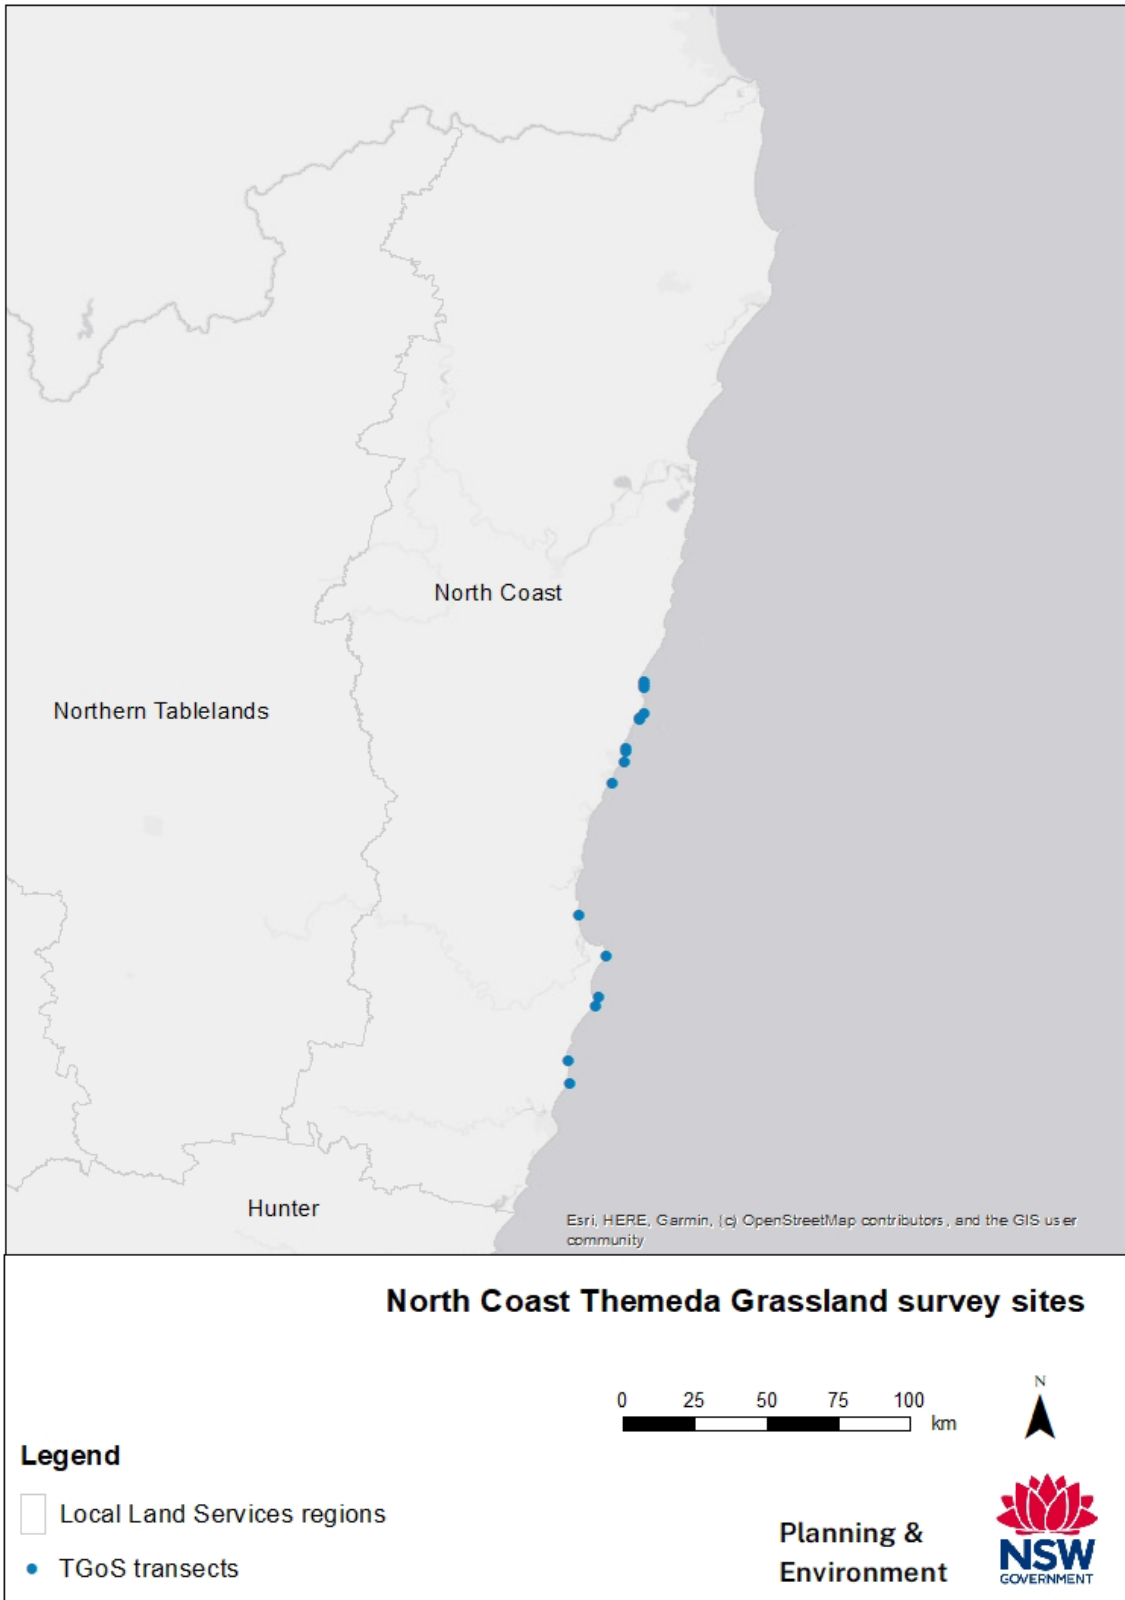 North Coast
Northern Tablelands
Hunter
Esri, HERE, Garmin, (c) OpenStreetMap contributors, and the GIS user
community
North Coast Themeda Grassland survey sites
0 25 50 75 100
km
N
Legend
Local Land Services regions
TGoS transects
Planning &
Environment
NSW
GOVERNMENT